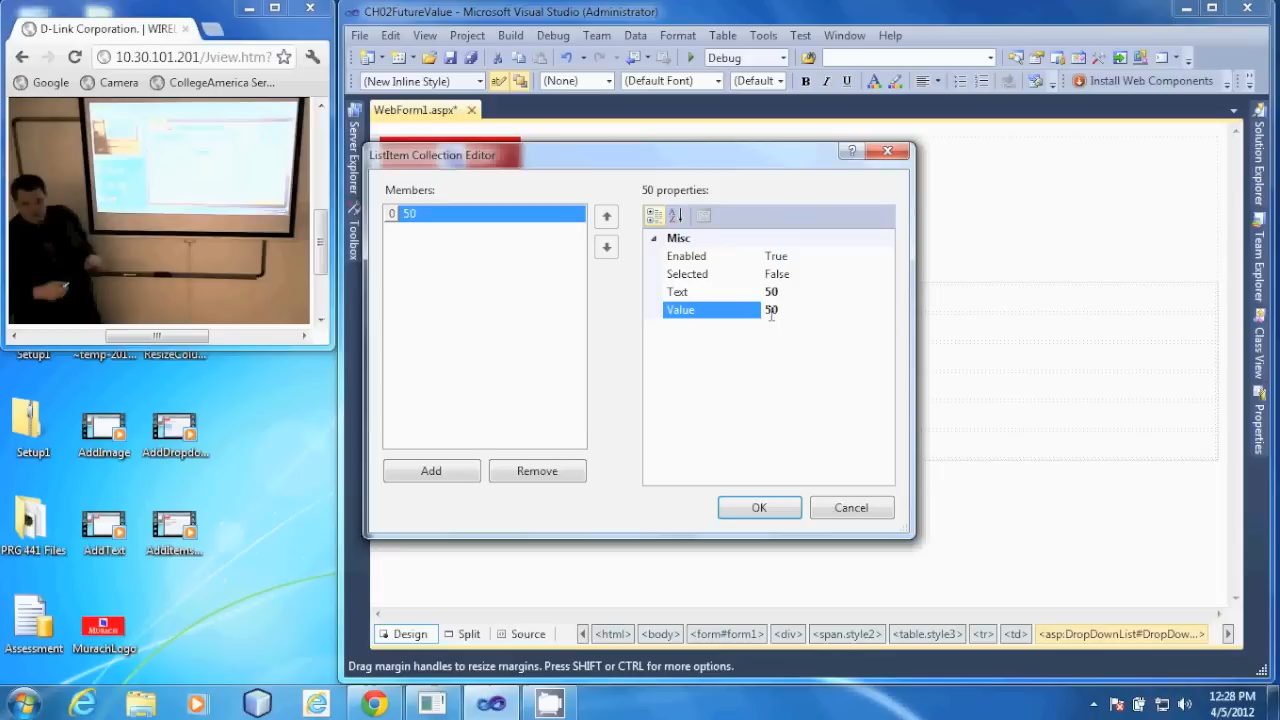 D-Link Corporation. | WIREL
10.30.101.201/Jview.htm?
Google
Camera
CollegeAmerica Ser...
CH02FutureValue - Microsoft Visual Studio (Administrator)
File Edit View Project Build Debug Team Data Format Table Tools Test Window Help
Debug
(New Inline Style)
(None)
(Default Font)
(Default
B I U A
Install Web Components
WebForm1.aspx*
Server Explorer
Toolbox
Solution Explorer
Team Explorer
Class View
Properties
ListItem Collection Editor
Members:
0 50
Add
Remove
50 properties:
Misc
Enabled True
Selected False
Text 50
Value 50
OK
Cancel
Design
Split
Source
<html> <body> <form#form1> <div> <span.style2> <table.style3> <tr> <td> <asp:DropDownList#DropDow...>
Drag margin handles to resize margins. Press SHIFT or CTRL for more options.
Setup1
~temp-201...
ResizeColu...
Setup1
AddImage
AddDropdo...
PRG 441 Files
AddText
AddItems...
Assessment
MURACH
MurachLogo
12:28 PM
4/5/2012